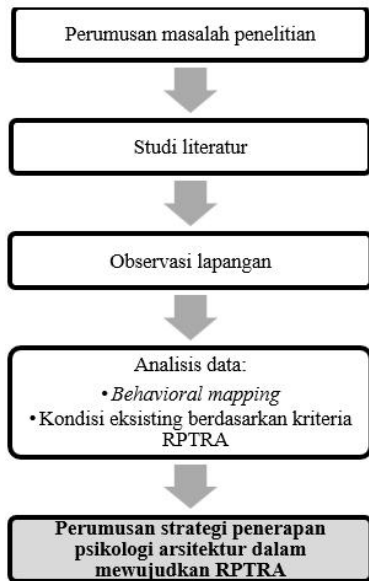 Perumusan masalah penelitian
Studi literatur
Observasi lapangan
Analisis data:
• Behavioral mapping
• Kondisi eksisting berdasarkan kriteria
RPTRA
Perumusan strategi penerapan
psikologi arsitektur dalam
mewujudkan RPTRA